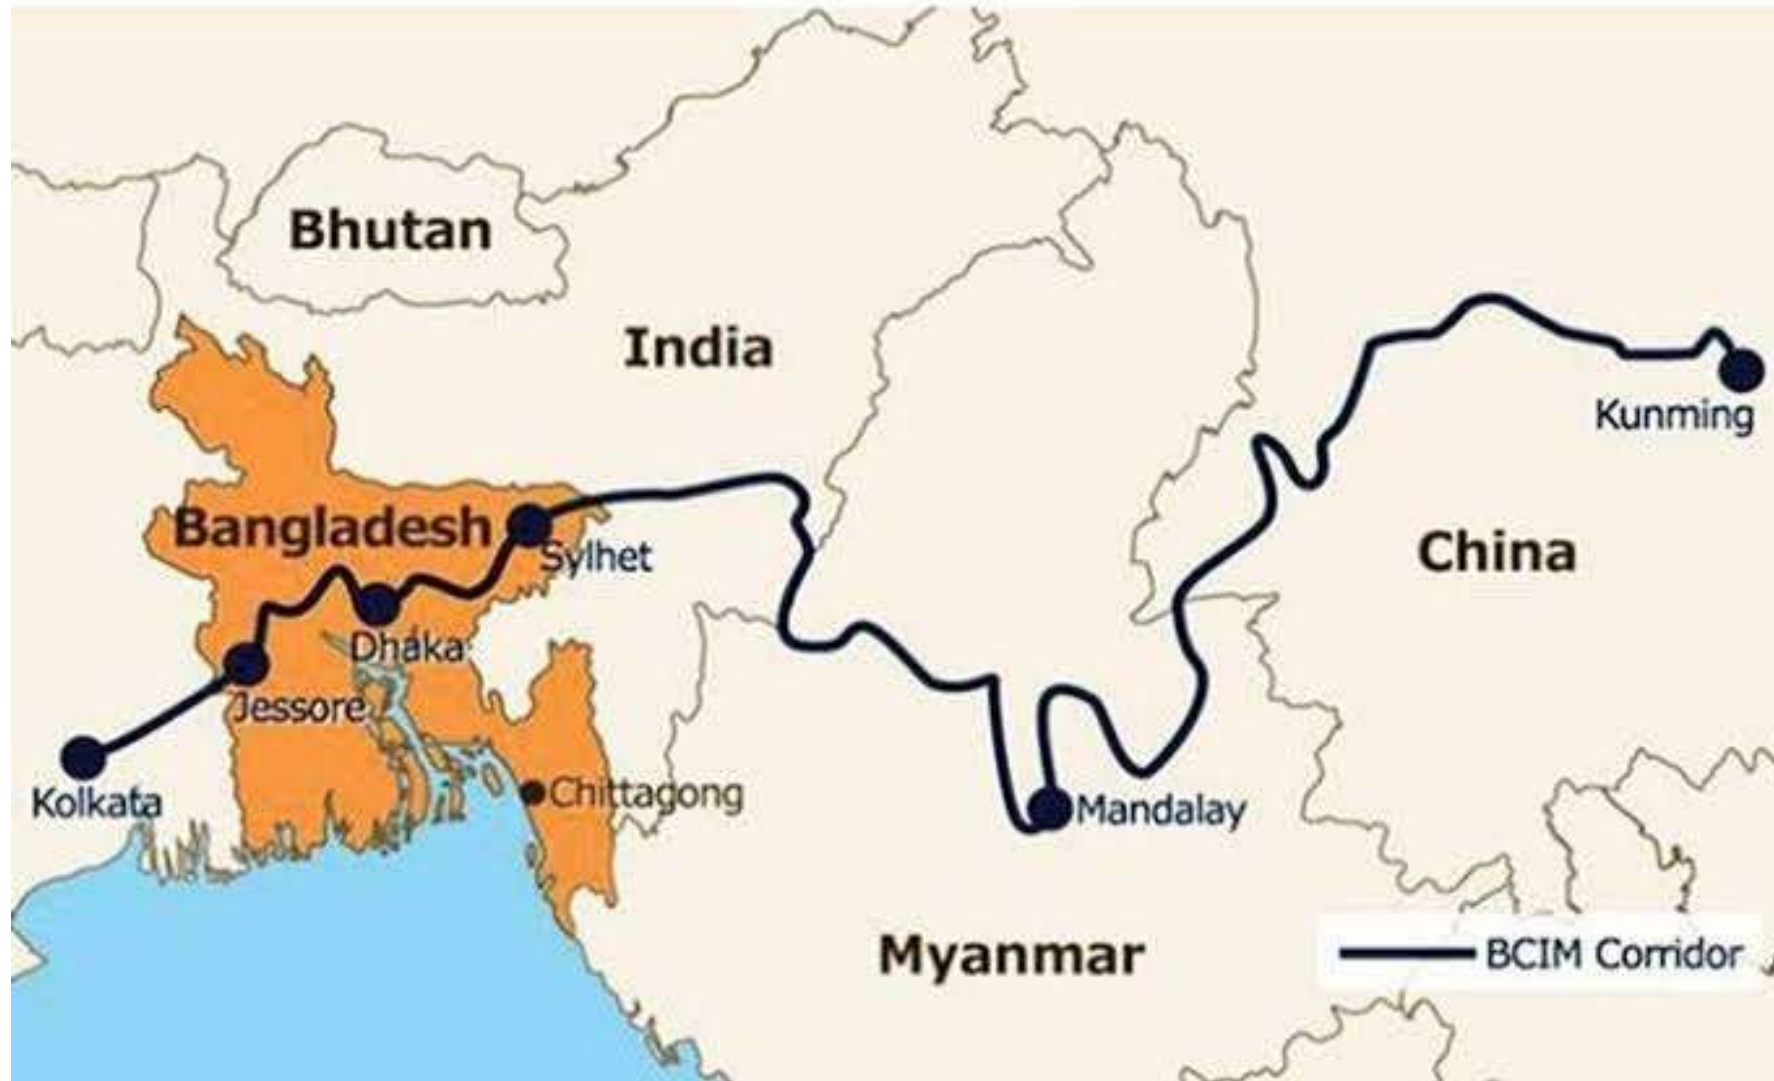 Bhutan
India
Kunming
Bangladesh
Sylhet
China
Dhaka
Jessore
Kolkata
Chittagong
Mandalay
Myanmar
BCIM Corridor